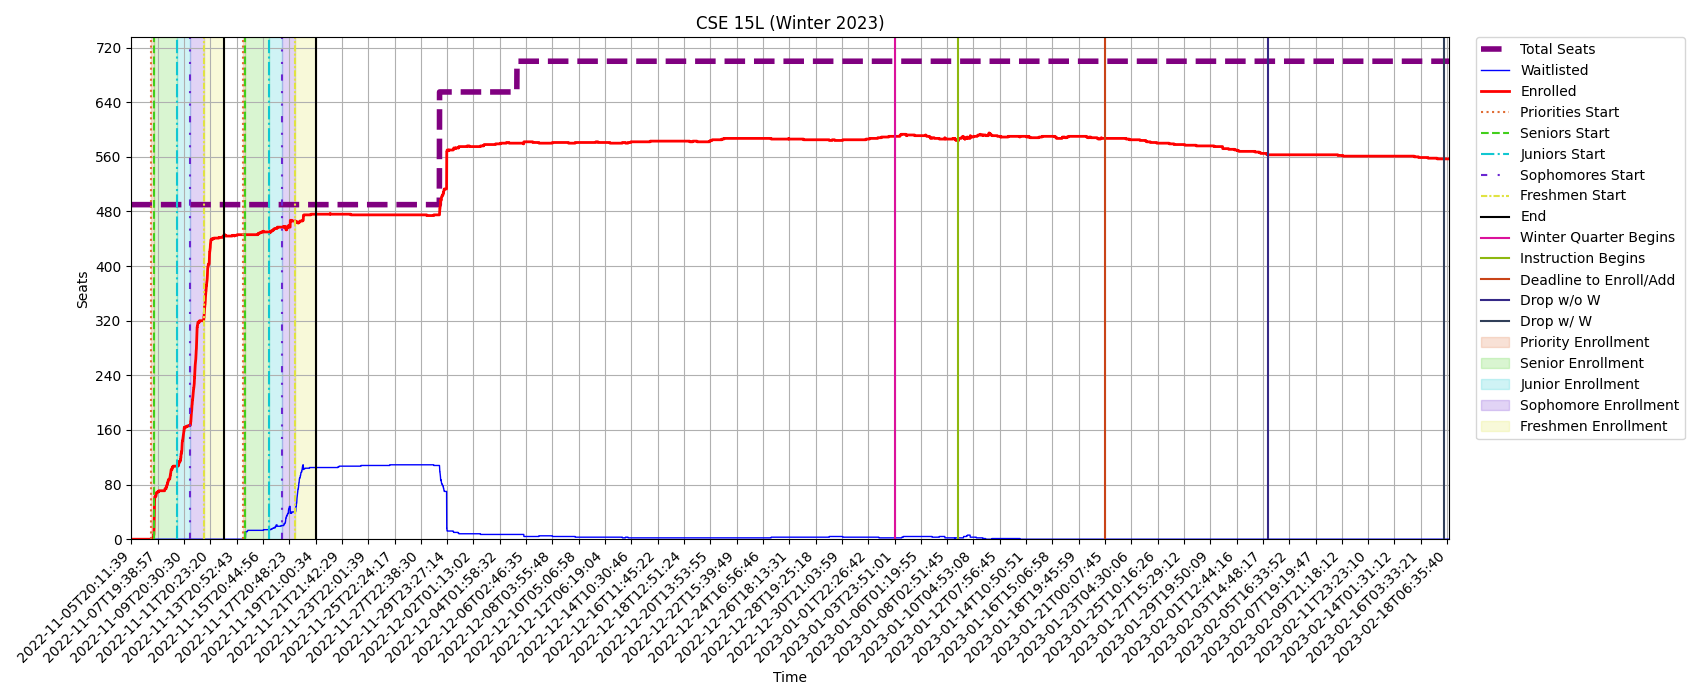 CSE 15L (Winter 2023)
Seats
720
640
560
480
400
320
240
160
80
0
2022-11-05T20:11:39
2022-11-07T19:38:57
2022-11-09T20:30:30
2022-11-11T20:23:20
2022-11-13T20:52:43
2022-11-15T20:44:56
2022-11-17T20:48:23
2022-11-19T21:00:34
2022-11-21T21:42:29
2022-11-23T22:01:39
2022-11-25T22:24:17
2022-11-27T22:38:30
2022-11-29T23:27:14
2022-12-02T01:13:02
2022-12-04T01:58:32
2022-12-06T02:46:35
2022-12-08T03:55:48
2022-12-10T05:06:58
2022-12-12T06:19:04
2022-12-14T10:30:46
2022-12-16T11:45:22
2022-12-18T12:51:24
2022-12-20T13:53:55
2022-12-22T15:39:49
2022-12-24T16:56:46
2022-12-26T18:13:31
2022-12-28T19:25:18
2022-12-30T21:03:59
2023-01-01T22:26:42
2023-01-03T23:51:01
2023-01-06T01:19:55
2023-01-08T02:51:45
2023-01-10T04:53:08
2023-01-12T07:56:45
2023-01-14T10:50:51
2023-01-16T15:06:58
2023-01-18T19:45:59
2023-01-21T00:07:45
2023-01-23T04:30:06
2023-01-25T10:16:26
2023-01-27T15:29:12
2023-01-29T19:50:09
2023-02-01T12:44:16
2023-02-03T14:48:17
2023-02-05T16:33:52
2023-02-07T19:19:47
2023-02-09T21:18:12
2023-02-11T23:23:10
2023-02-14T01:31:12
2023-02-16T03:33:21
2023-02-18T06:35:40
Time
Total Seats
Waitlisted
Enrolled
Priorities Start
Seniors Start
Juniors Start
Sophomores Start
Freshmen Start
End
Winter Quarter Begins
Instruction Begins
Deadline to Enroll/Add
Drop w/o W
Drop w/ W
Priority Enrollment
Senior Enrollment
Junior Enrollment
Sophomore Enrollment
Freshmen Enrollment